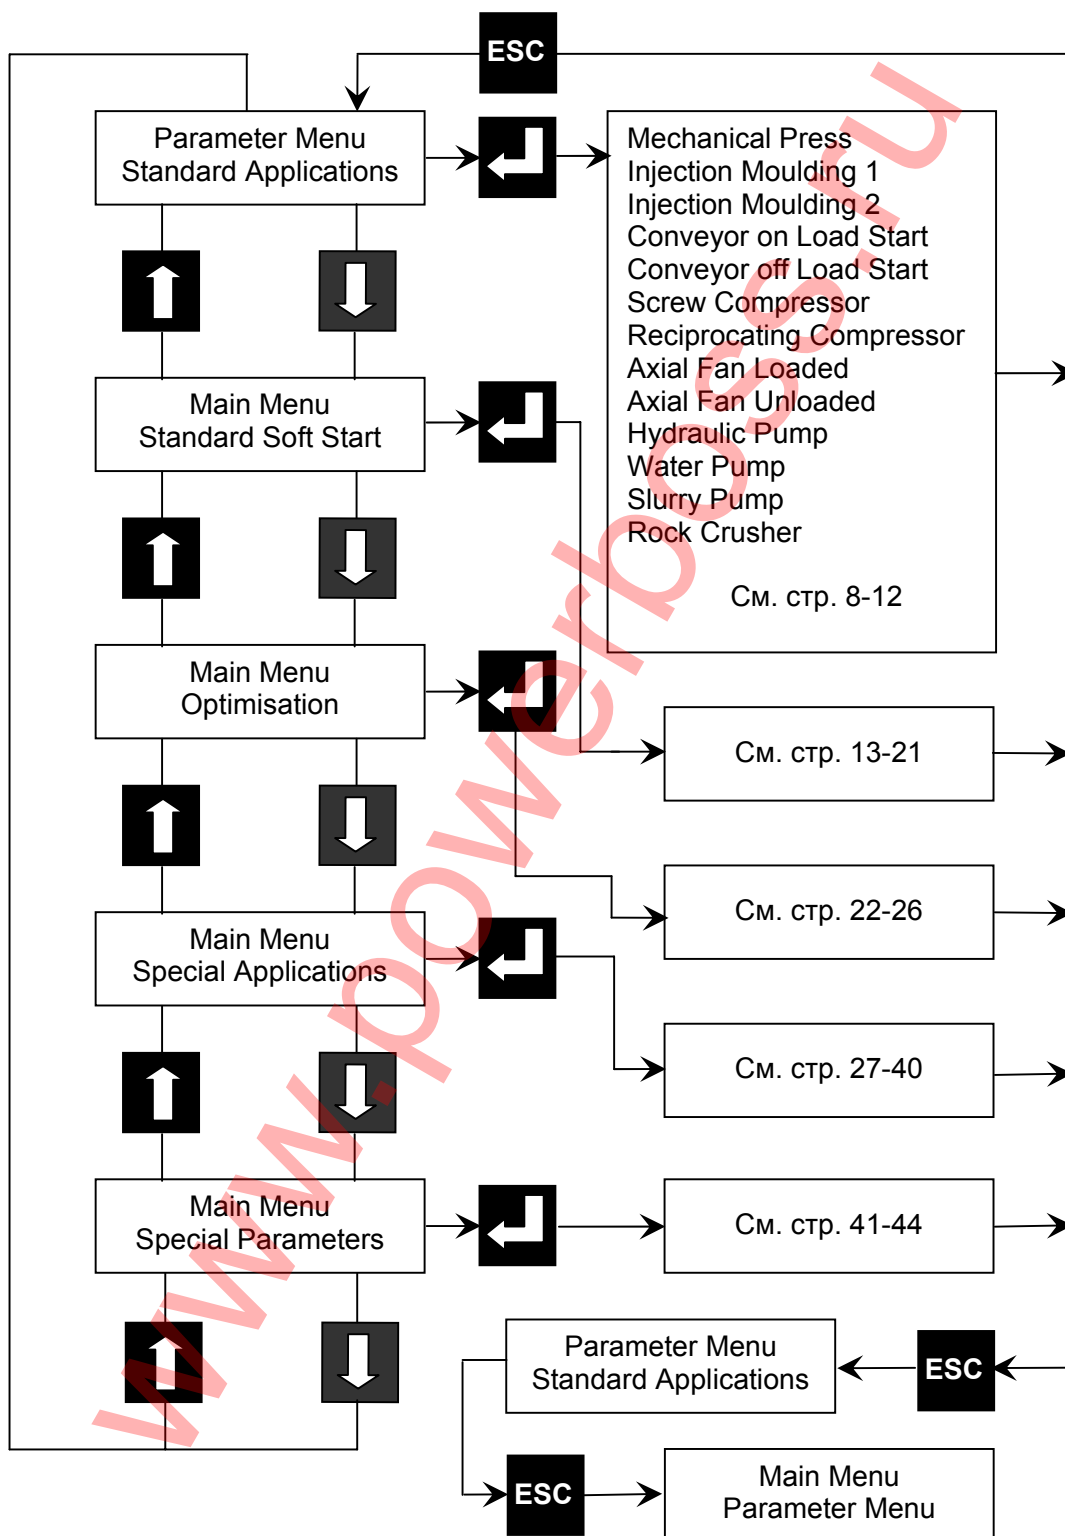 ESC
Parameter Menu
Standard Applications
Mechanical Press
Injection Moulding 1
Injection Moulding 2
Conveyor on Load Start
Conveyor off Load Start
Screw Compressor
Reciprocating Compressor
Axial Fan Loaded
Axial Fan Unloaded
Hydraulic Pump
Water Pump
Slurry Pump
Rock Crusher
См. стр. 8-12
Main Menu
Standard Soft Start
Main Menu
Optimisation
См. стр. 13-21
Main Menu
Special Applications
См. стр. 22-26
См. стр. 27-40
Main Menu
Special Parameters
См. стр. 41-44
Parameter Menu
Standard Applications
ESC
ESC
Main Menu
Parameter Menu
www.powerboss.ru